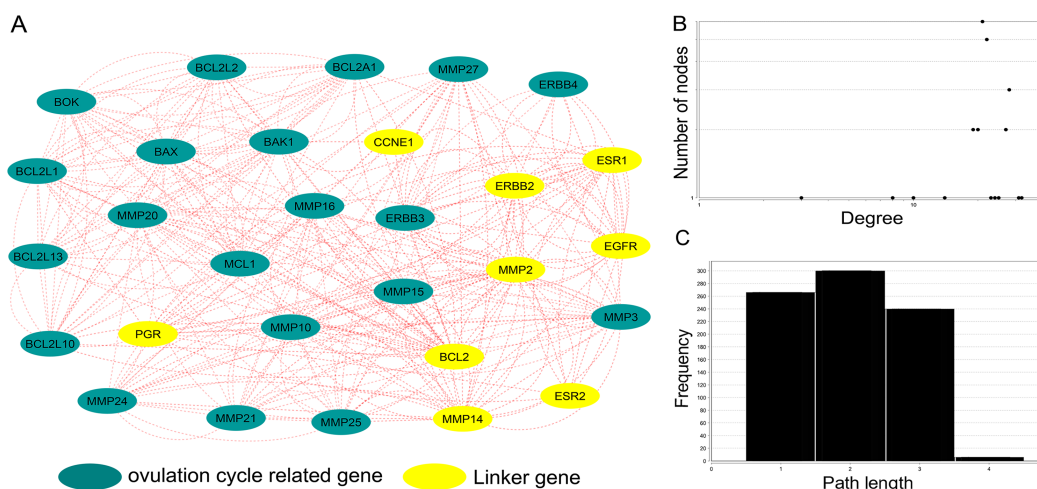 A
BCL2L2
BCL2A1
MMP27
ERBB4
BOK
BAX
BAK1
CCNE1
ESR1
BCL2L1
ERBB2
MMP20
MMP16
ERBB3
BCL2L13
MCL1
MMP2
EGFR
MMP15
MMP3
BCL2L10
PGR
MMP10
BCL2
MMP24
MMP21
MMP25
MMP14
ESR2
ovulation cycle related gene
Linker gene
B
Number of nodes
1
1
10
Degree
C
Frequency
300
280
260
240
220
200
180
160
140
120
100
80
60
40
20
0
0
1
2
3
4
Path length